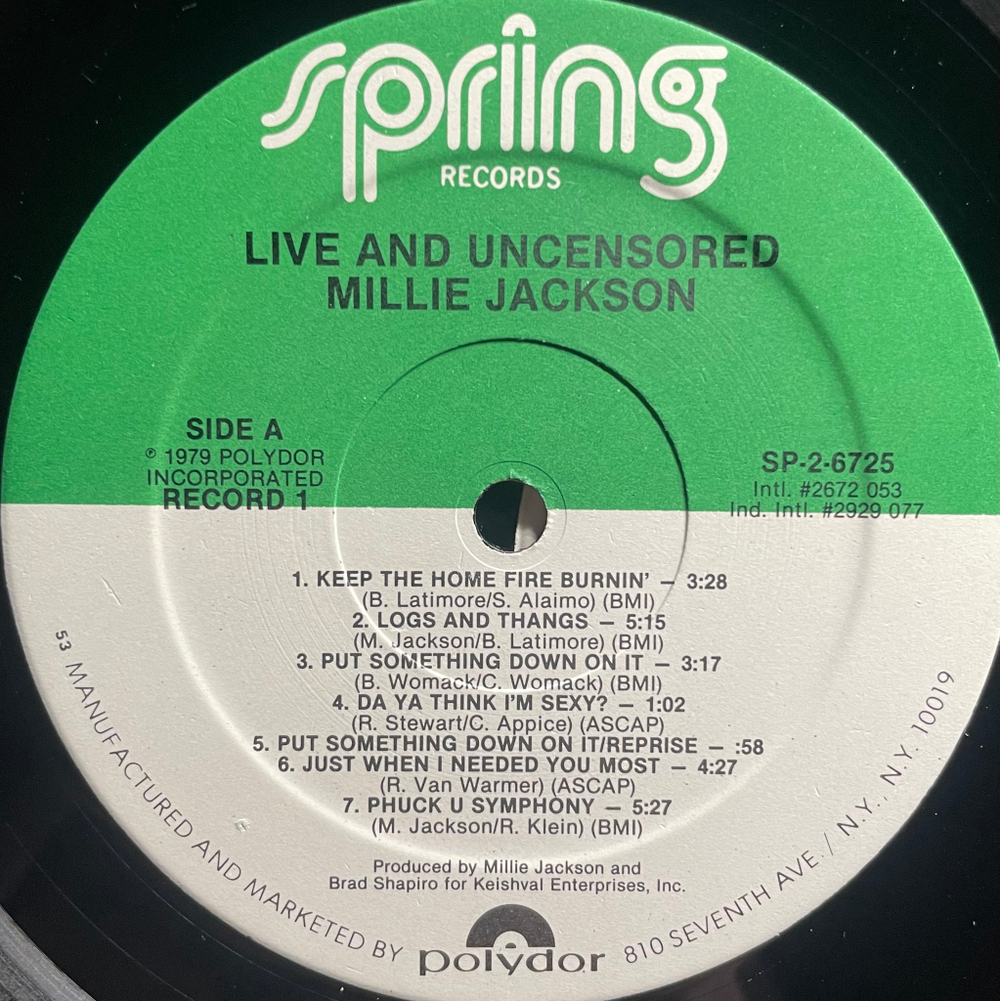 spring
RECORDS
LIVE AND UNCENSORED
MILLIE JACKSON
SIDE A
℗ 1979 POLYDOR
INCORPORATED
RECORD 1
SP-2-6725
Intl. #2672 053
Ind. Intl. #2929 077
1. KEEP THE HOME FIRE BURNIN' — 3:28
(B. Latimore/S. Alaimo) (BMI)
2. LOGS AND THANGS — 5:15
(M. Jackson/B. Latimore) (BMI)
3. PUT SOMETHING DOWN ON IT — 3:17
(B. Womack/C. Womack) (BMI)
4. DA YA THINK I'M SEXY? — 1:02
(R. Stewart/C. Appice) (ASCAP)
5. PUT SOMETHING DOWN ON IT/REPRISE — :58
6. JUST WHEN I NEEDED YOU MOST — 4:27
(R. Van Warmer) (ASCAP)
7. PHUCK U SYMPHONY — 5:27
(M. Jackson/R. Klein) (BMI)
Produced by Millie Jackson and
Brad Shapiro for Keishval Enterprises, Inc.
53 MANUFACTURED AND MARKETED BY polydor 810 SEVENTH AVE. / N.Y., N.Y. 10019